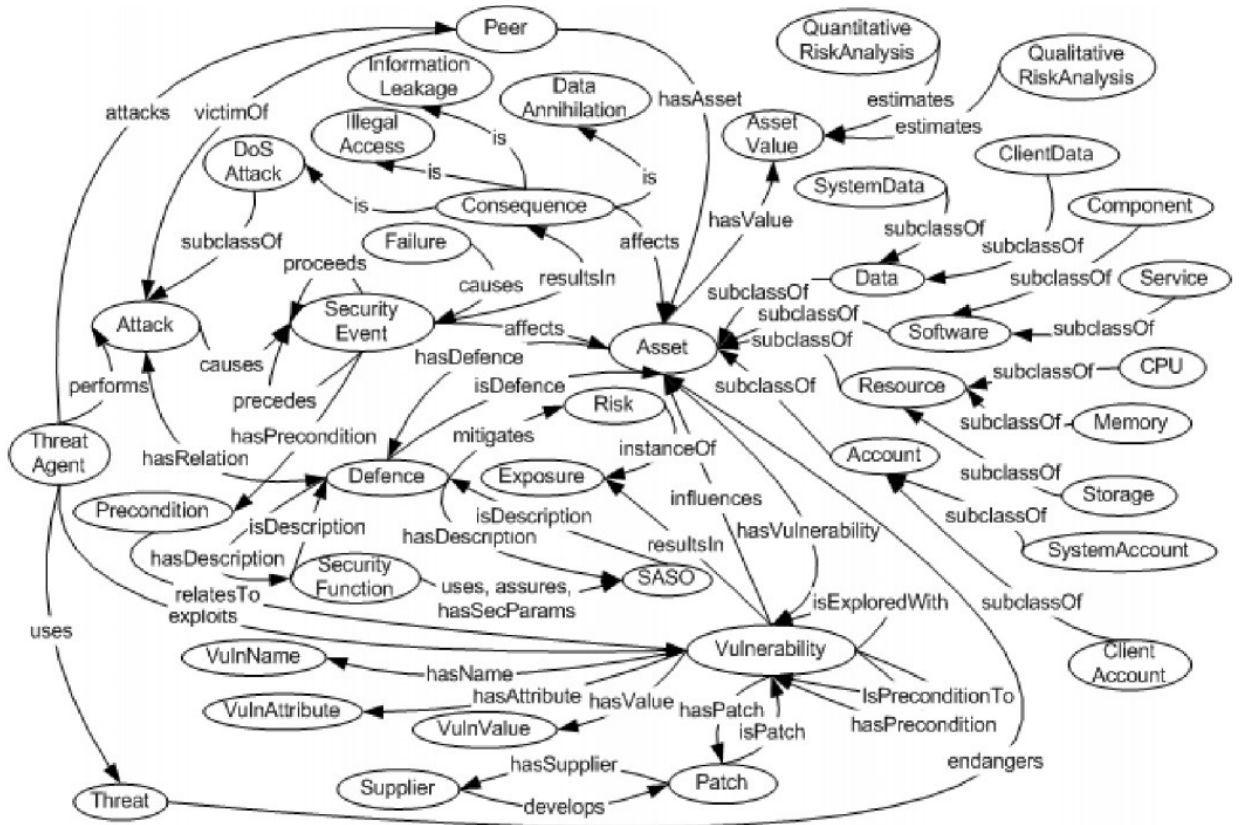 Peer
Quantitative
RiskAnalysis
Qualitative
RiskAnalysis
Information
Leakage
Data
Annihilation
attacks
victimOf
hasAsset
estimates
estimates
Illegal
Access
is
Asset
Value
ClientData
DoS
Attack
is
is
SystemData
is
Consequence
hasValue
Component
subclassOf
Failure
affects
subclassOf
subclassOf
proceeds
resultsIn
subclassOf
Data
Service
causes
subclassOf
Attack
Security
Event
subclassOf
Software
subclassOf
affects
Asset
subclassOf
causes
hasDefence
CPU
performs
isDefence
subclassOf
Resource
subclassOf
precedes
Risk
Memory
Threat
Agent
hasPrecondition
mitigates
subclassOf
hasRelation
instanceOf
Account
Defence
Exposure
subclassOf
Storage
Precondition
influences
isDescription
isDescription
subclassOf
hasVulnerability
hasDescription
hasDescription
resultsIn
SystemAccount
Security
Function
SASO
relatesTo
uses, assures,
hasSecParams
isExploredWith
subclassOf
exploits
uses
Vulnerability
VulnName
hasName
Client
Account
hasAttribute
hasValue
IsPreconditionTo
VulnAttribute
hasPatch
hasPrecondition
VulnValue
isPatch
hasSupplier
endangers
Supplier
Patch
Threat
develops